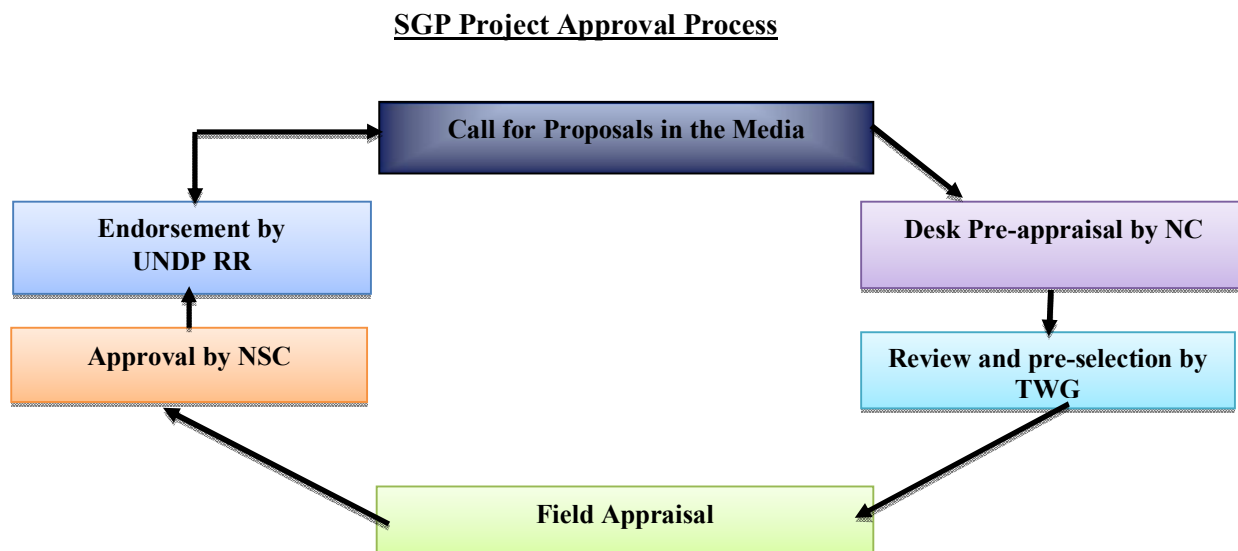 SGP Project Approval Process
Call for Proposals in the Media
Endorsement by
UNDP RR
Desk Pre-appraisal by NC
Approval by NSC
Review and pre-selection by
TWG
Field Appraisal